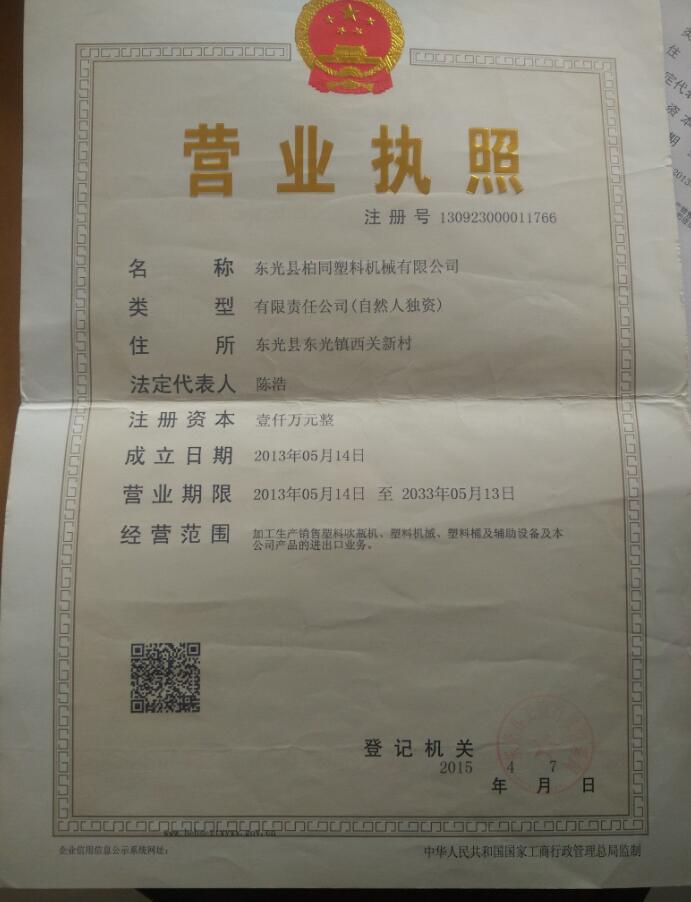 营业执照
注册号 130923000011766
名称 东光县柏同塑料机械有限公司
类型 有限责任公司(自然人独资)
住所 东光县东光镇西关新村
法定代表人 陈浩
注册资本 壹仟万元整
成立日期 2013年05月14日
营业期限 2013年05月14日 至 2033年05月13日
经营范围 加工生产销售塑料吹瓶机、塑料机械、塑料桶及辅助设备及本
公司产品的进出口业务。
登记机关
2015 4 7
年 月 日
企业信用信息公示系统网址:
中华人民共和国国家工商行政管理总局监制
住
资本
期